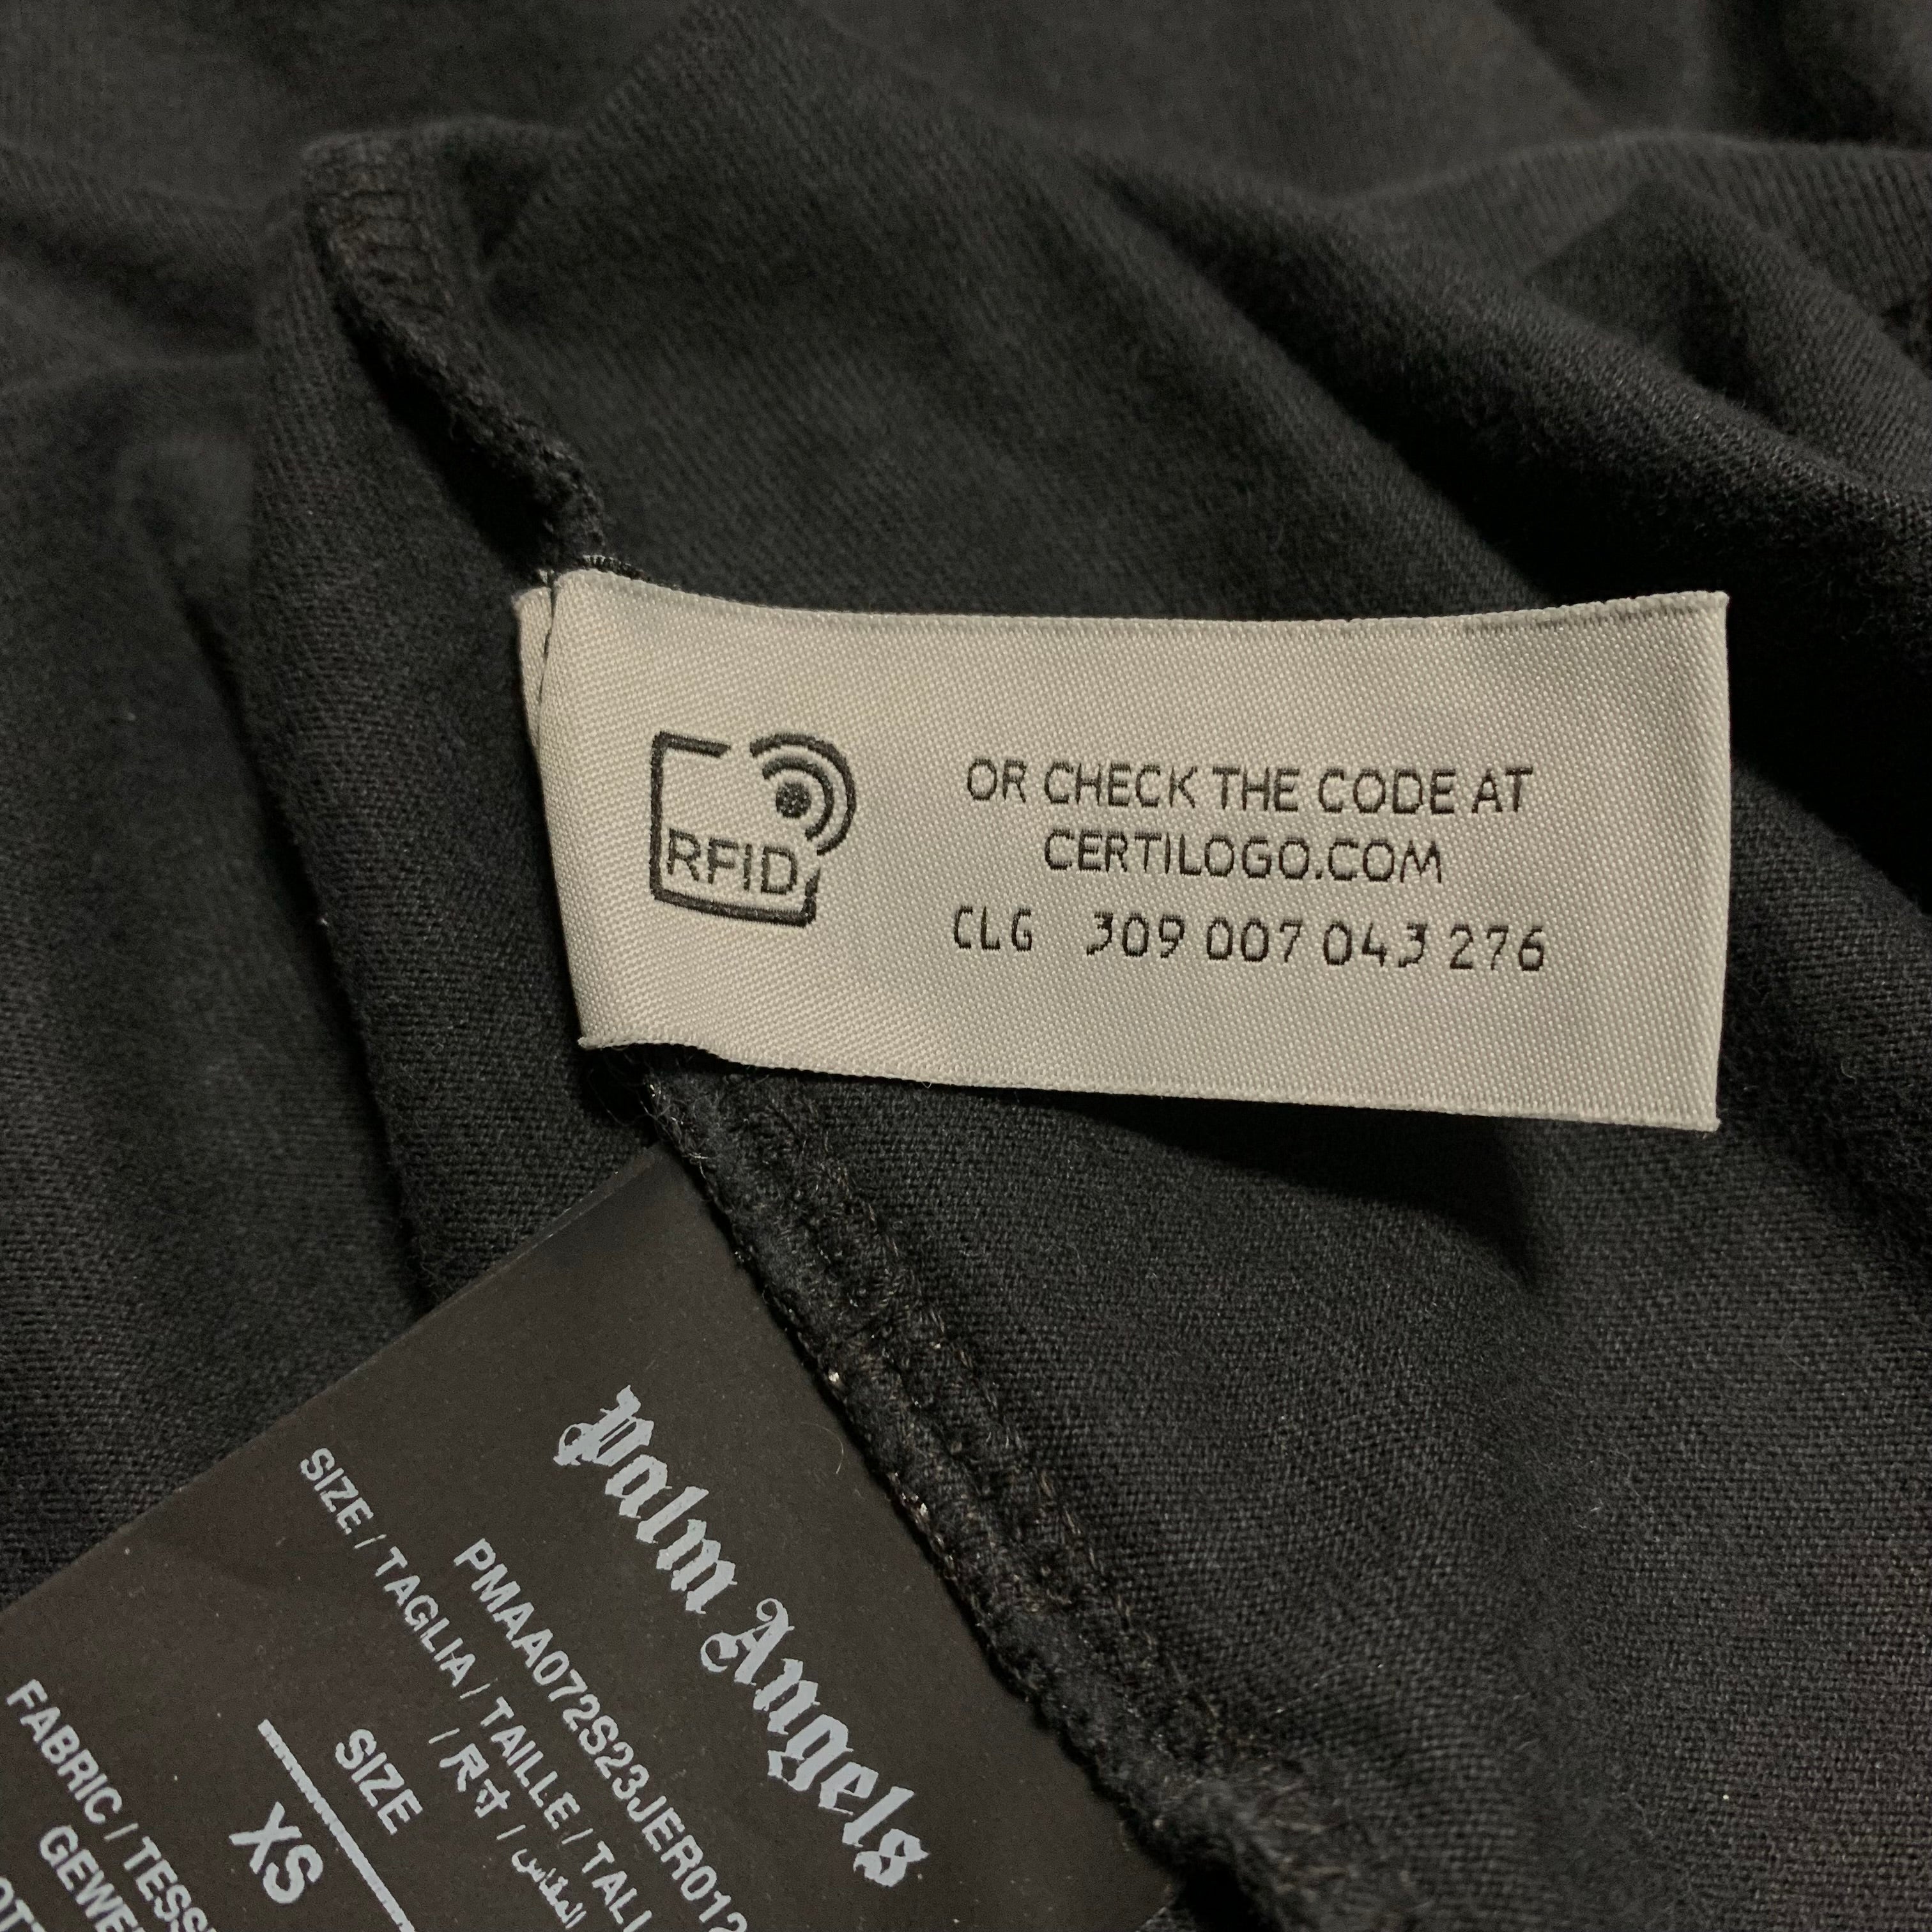 RFID
OR CHECK THE CODE AT
CERTILOGO.COM
CLG 309 007 043 276
Palm Angels
PMAA072S23JER012
SIZE / TAGLIA / TAILLE / TALL
/ 尺寸 / المقاس
SIZE
XS
FABRIC / TESS
GEWE